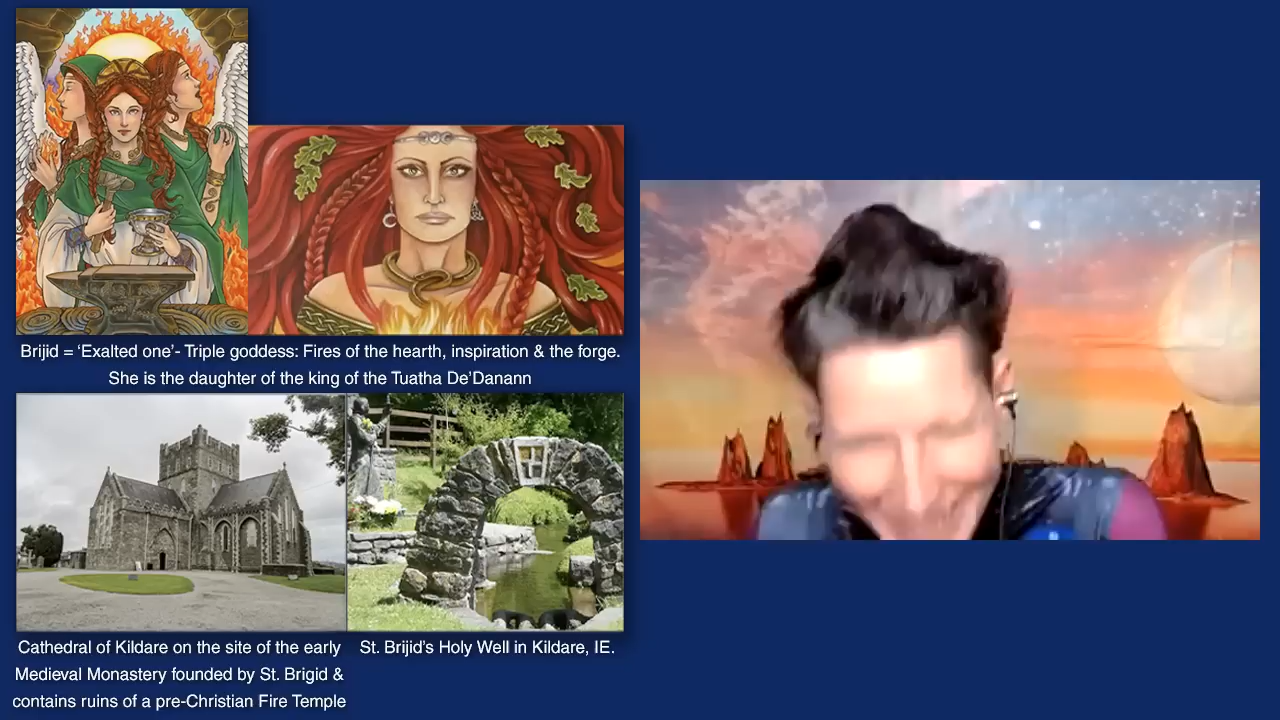 Brijid = ‘Exalted one’- Triple goddess: Fires of the hearth, inspiration & the forge.
She is the daughter of the king of the Tuatha De’Danann
Cathedral of Kildare on the site of the early
Medieval Monastery founded by St. Brigid &
contains ruins of a pre-Christian Fire Temple
St. Brijid’s Holy Well in Kildare, IE.